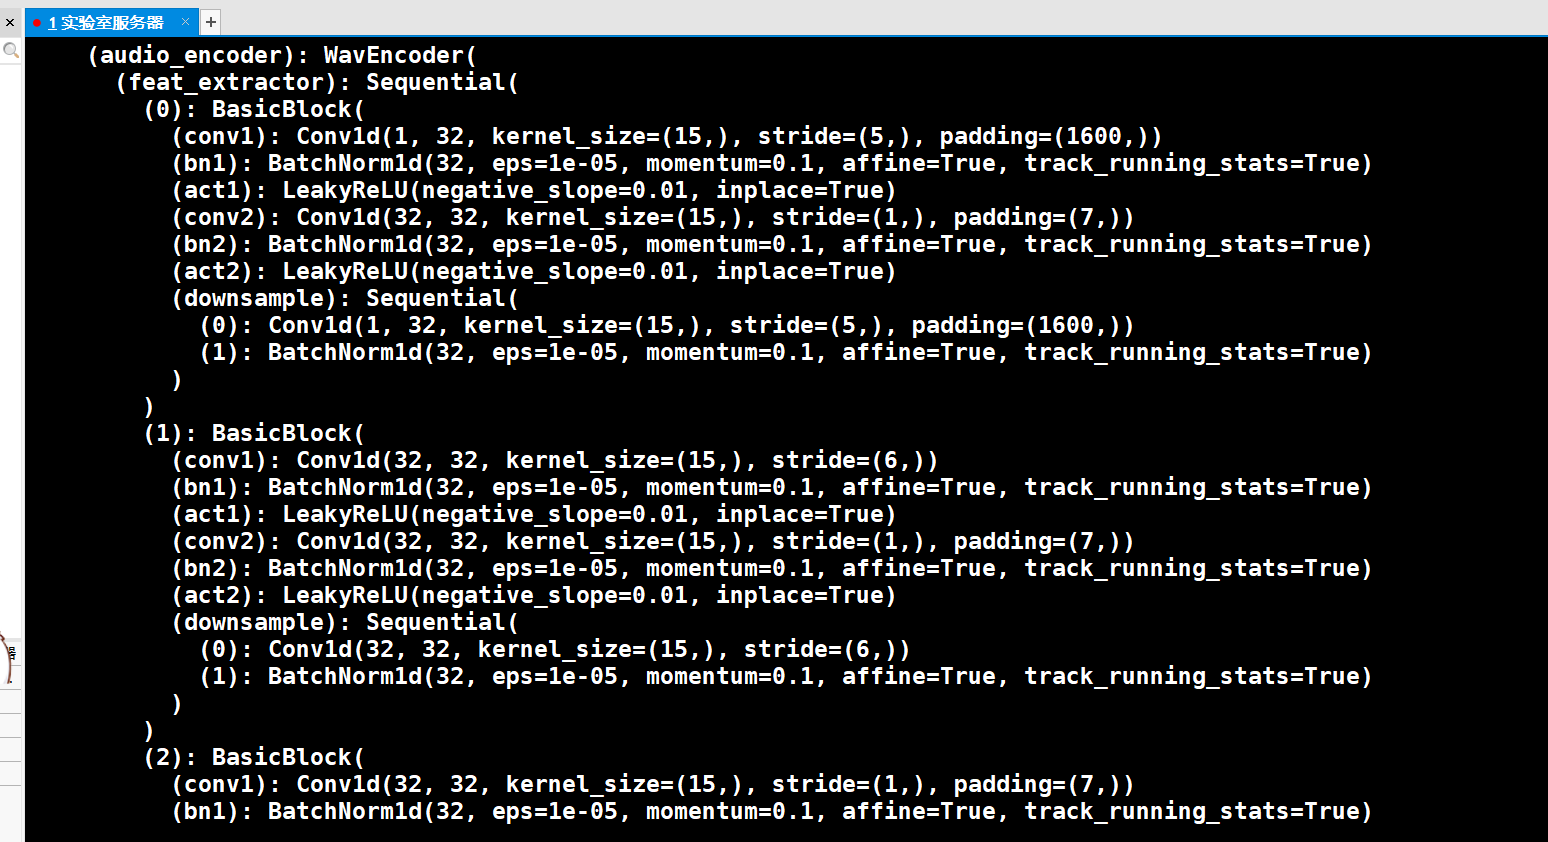 1 实验室服务器
(audio_encoder): WavEncoder(
(feat_extractor): Sequential(
(0): BasicBlock(
(conv1): Conv1d(1, 32, kernel_size=(15,), stride=(5,), padding=(1600,))
(bn1): BatchNorm1d(32, eps=1e-05, momentum=0.1, affine=True, track_running_stats=True)
(act1): LeakyReLU(negative_slope=0.01, inplace=True)
(conv2): Conv1d(32, 32, kernel_size=(15,), stride=(1,), padding=(7,))
(bn2): BatchNorm1d(32, eps=1e-05, momentum=0.1, affine=True, track_running_stats=True)
(act2): LeakyReLU(negative_slope=0.01, inplace=True)
(downsample): Sequential(
(0): Conv1d(1, 32, kernel_size=(15,), stride=(5,), padding=(1600,))
(1): BatchNorm1d(32, eps=1e-05, momentum=0.1, affine=True, track_running_stats=True)
)
)
(1): BasicBlock(
(conv1): Conv1d(32, 32, kernel_size=(15,), stride=(6,))
(bn1): BatchNorm1d(32, eps=1e-05, momentum=0.1, affine=True, track_running_stats=True)
(act1): LeakyReLU(negative_slope=0.01, inplace=True)
(conv2): Conv1d(32, 32, kernel_size=(15,), stride=(1,), padding=(7,))
(bn2): BatchNorm1d(32, eps=1e-05, momentum=0.1, affine=True, track_running_stats=True)
(act2): LeakyReLU(negative_slope=0.01, inplace=True)
(downsample): Sequential(
(0): Conv1d(32, 32, kernel_size=(15,), stride=(6,))
(1): BatchNorm1d(32, eps=1e-05, momentum=0.1, affine=True, track_running_stats=True)
)
)
(2): BasicBlock(
(conv1): Conv1d(32, 32, kernel_size=(15,), stride=(1,), padding=(7,))
(bn1): BatchNorm1d(32, eps=1e-05, momentum=0.1, affine=True, track_running_stats=True)